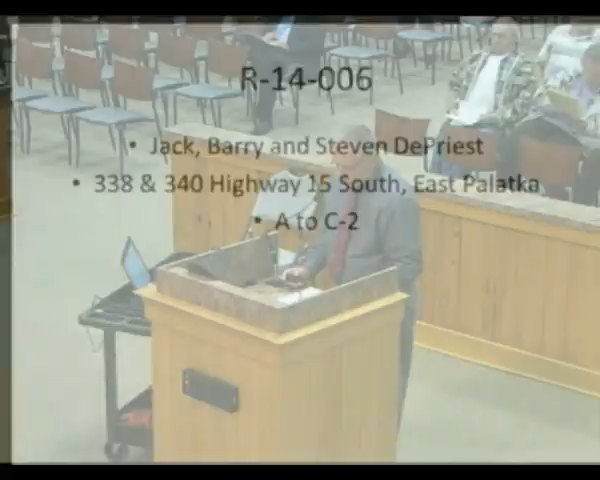 R-14-006
• Jack, Barry and Steven DePriest
• 338 & 340 Highway 15 South, East Palatka
• A to C-2